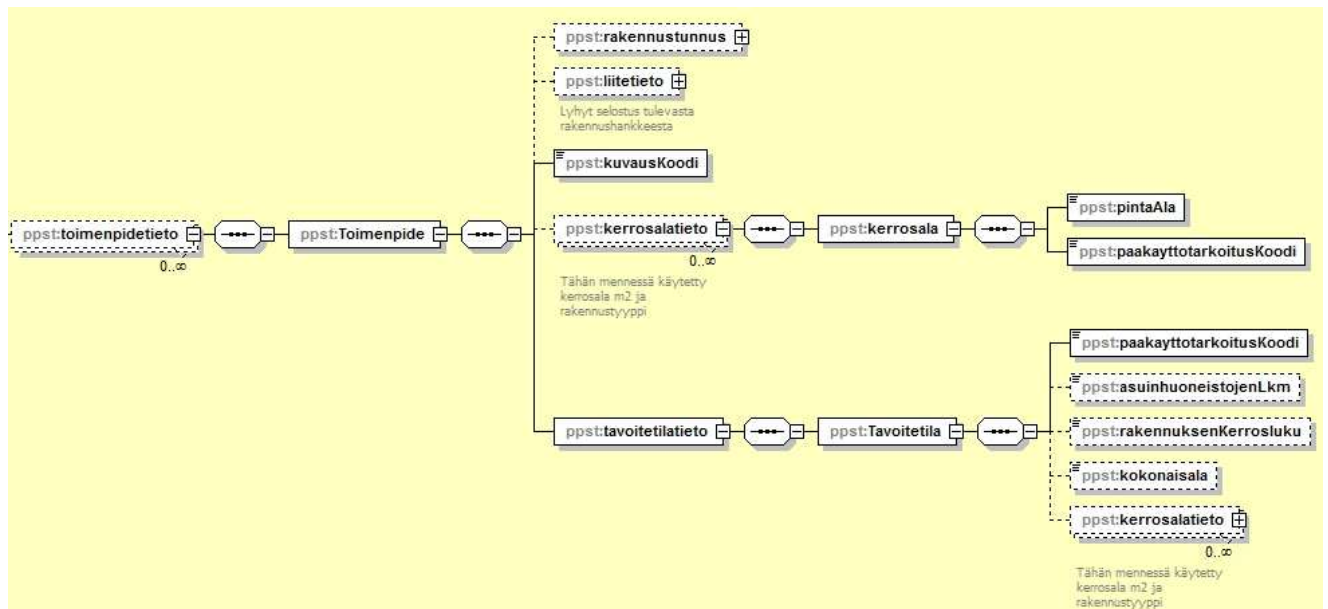 ppst:rakennustunnus
ppst:liitetieto
Lyhyt selostus tulevasta
rakennushankkeesta
ppst:kuvausKoodi
ppst:toimenpidetieto
0..∞
ppst:Toimenpide
ppst:kerrosalatieto
0..∞
Tähän mennessä käytetty
kerrosala m2 ja
rakennustyyppi
ppst:kerrosala
ppst:pintaAla
ppst:paakayttotarkoitusKoodi
ppst:tavoitetilatieto
ppst:Tavoitetila
ppst:paakayttotarkoitusKoodi
ppst:asuinhuoneistojenLkm
ppst:rakennuksenKerrosluku
ppst:kokonaisala
ppst:kerrosalatieto
0..∞
Tähän mennessä käytetty
kerrosala m2 ja
rakennustyyppi